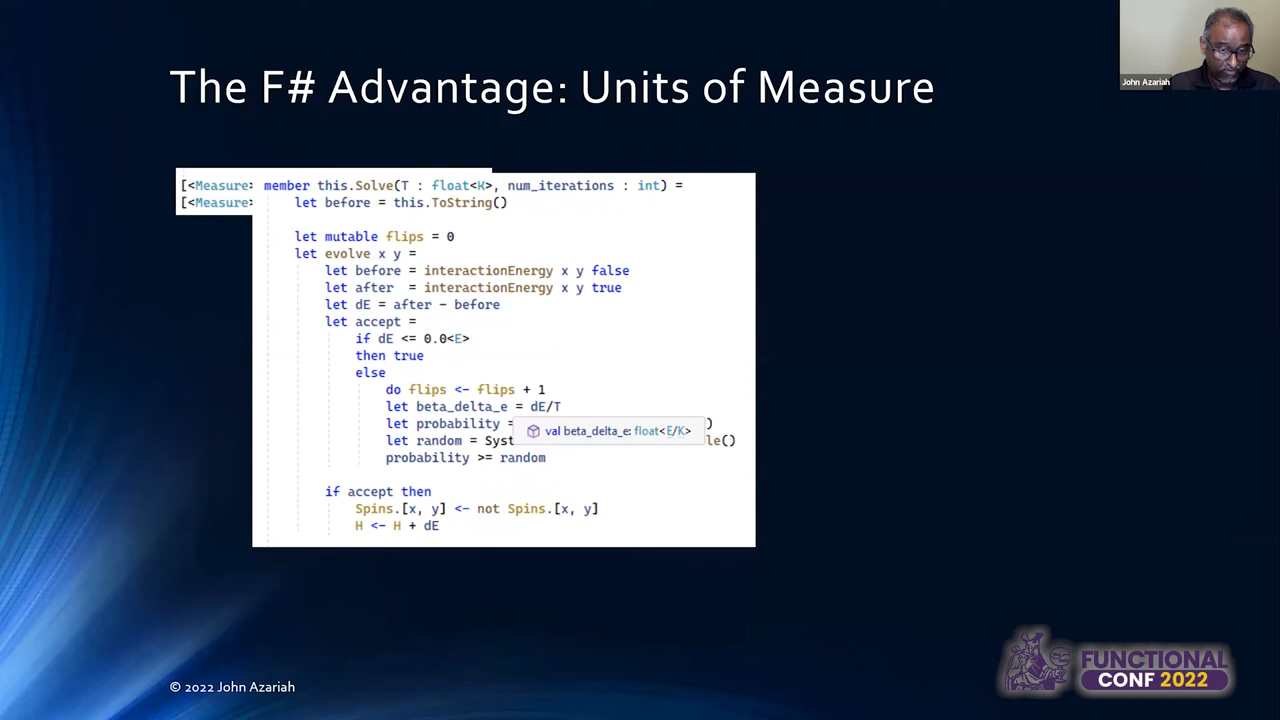 The F# Advantage: Units of Measure
John Azariah
[<Measure>
[<Measure>
member this.Solve(T : float<K>, num_iterations : int) =
let before = this.ToString()
let mutable flips = 0
let evolve x y =
let before = interactionEnergy x y false
let after  = interactionEnergy x y true
let dE = after - before
let accept =
if dE <= 0.0<E>
then true
else
do flips <- flips + 1
let beta_delta_e = dE/T
let probability = )
val beta_delta_e: float<E/K>
let random = Syst le()
probability >= random
if accept then
Spins.[x, y] <- not Spins.[x, y]
H <- H + dE
© 2022 John Azariah
FUNCTIONAL
CONF 2022